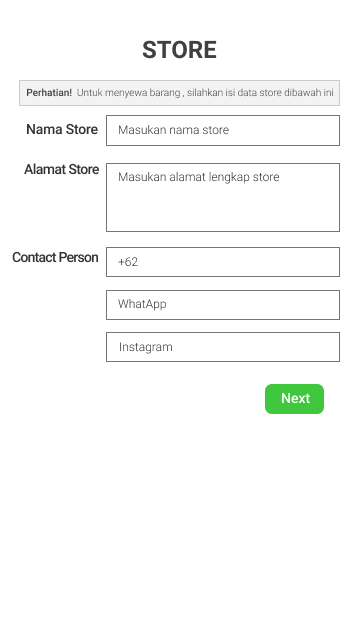 STORE
Perhatian! Untuk menyewa barang , silahkan isi data store dibawah ini
Nama Store Masukan nama store
Alamat Store Masukan alamat lengkap store
Contact Person +62
WhatApp
Instagram
Next